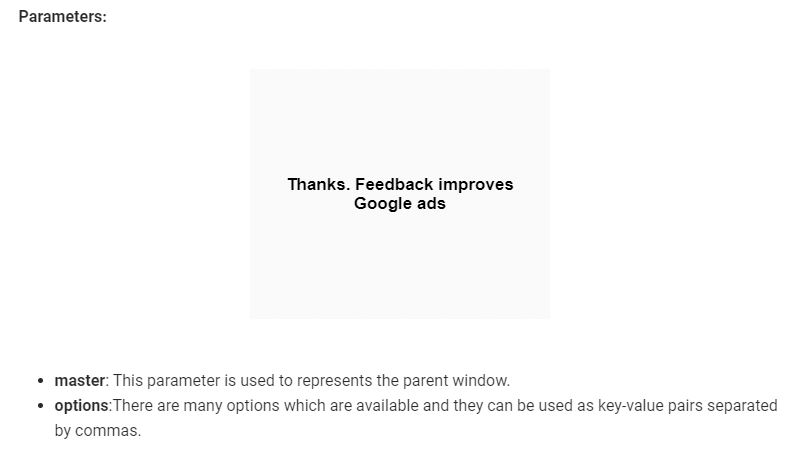 Parameters:
Thanks. Feedback improves
Google ads
master: This parameter is used to represents the parent window.
options:There are many options which are available and they can be used as key-value pairs separated
by commas.